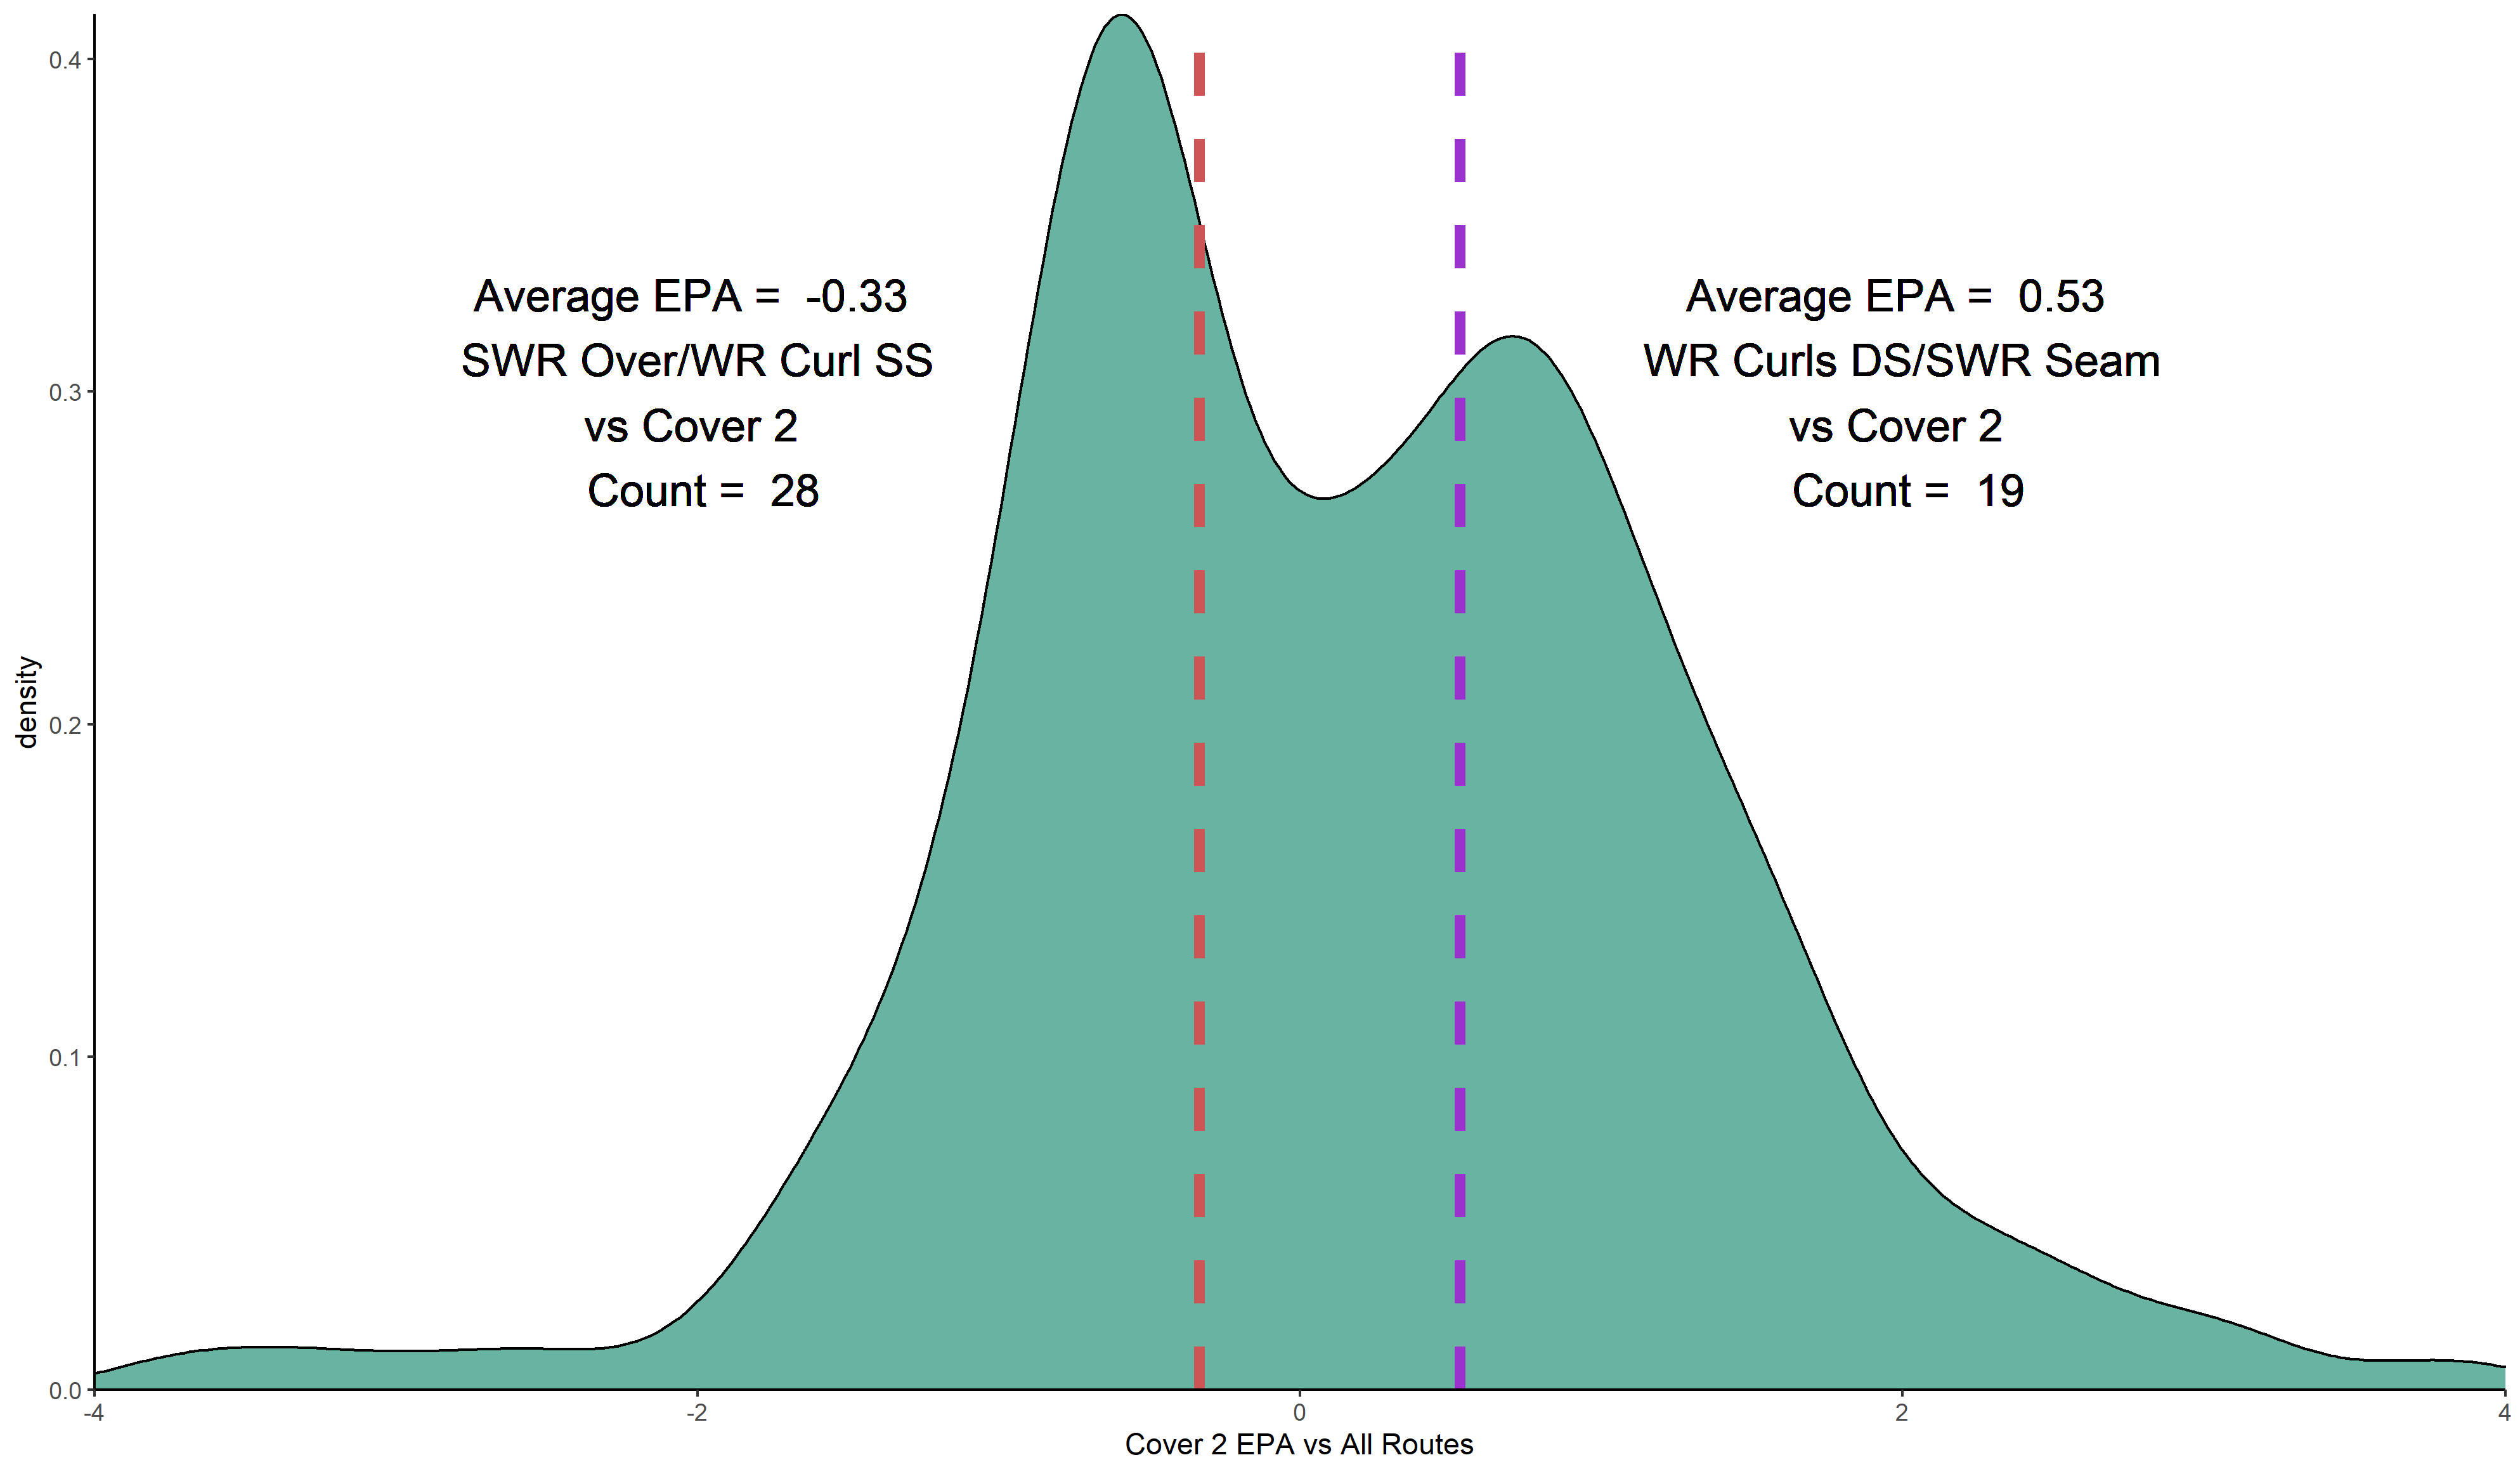 0.4
0.3
0.2
0.1
0.0
density
Average EPA = -0.33
SWR Over/WR Curl SS
vs Cover 2
Count = 28
Average EPA = 0.53
WR Curls DS/SWR Seam
vs Cover 2
Count = 19
-4
-2
0
2
4
Cover 2 EPA vs All Routes